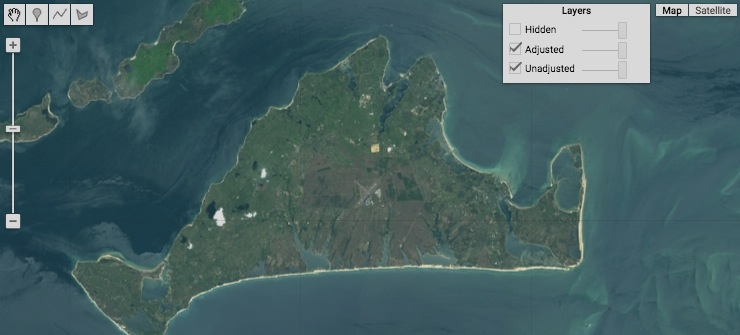 Layers
Hidden
Adjusted
Unadjusted
Map Satellite